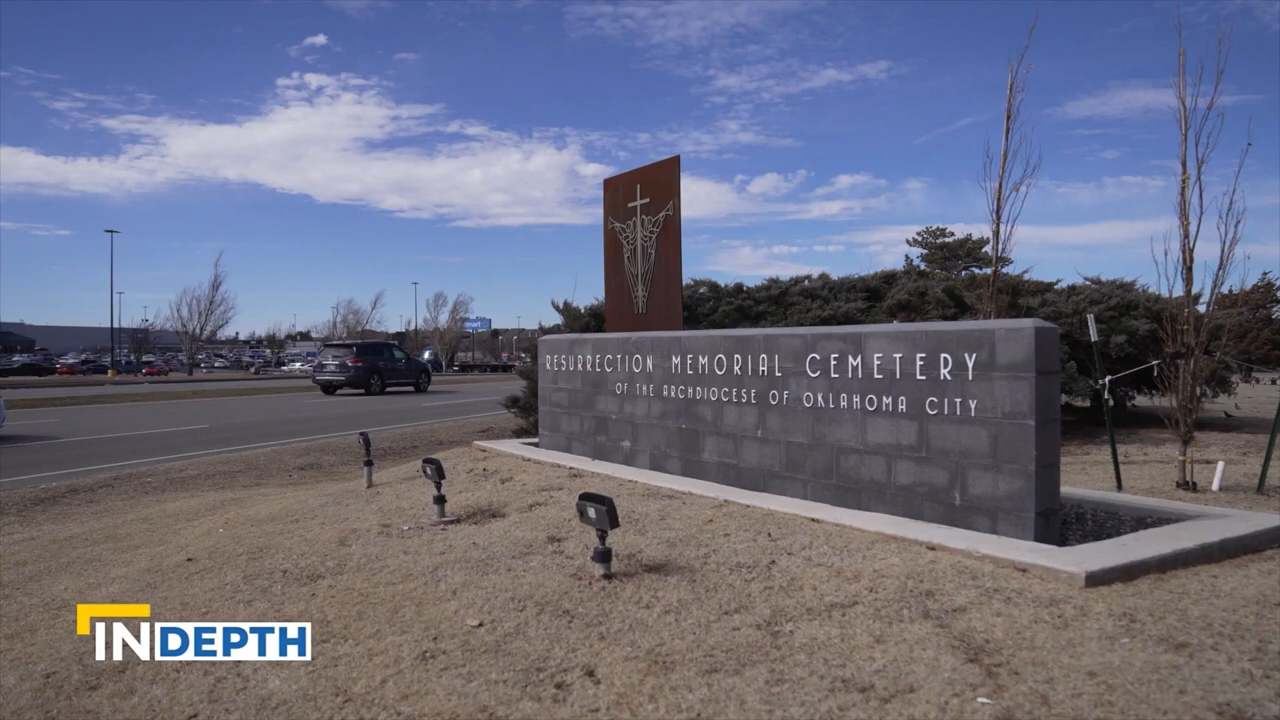 RESURRECTION MEMORIAL CEMETERY
OF THE ARCHDIOCESE OF OKLAHOMA CITY
INDEPTH